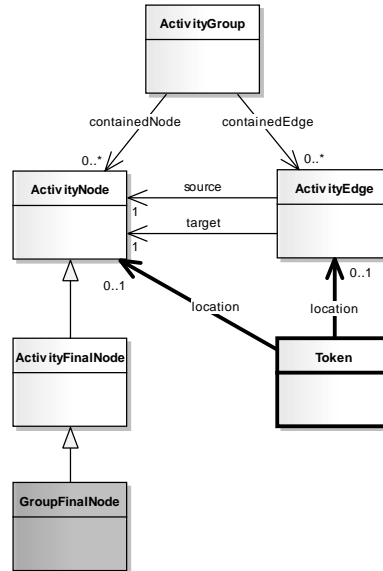 ActivityGroup
containedNode
containedEdge
0..*
0..*
ActivityNode
source
ActivityEdge
1
target
1
0..1
0..1
location
location
ActivityFinalNode
Token
GroupFinalNode